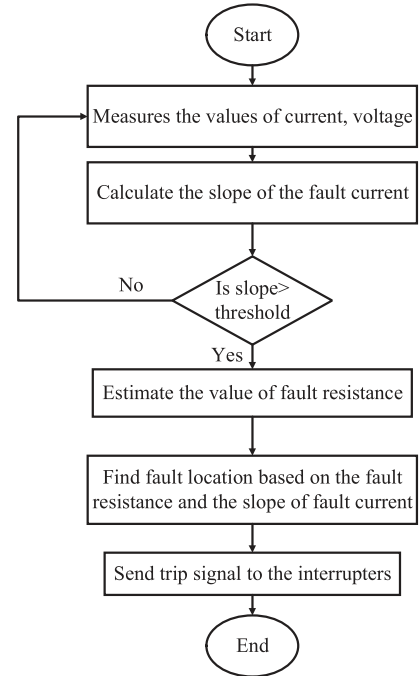 Start
Measures the values of current, voltage
Calculate the slope of the fault current
Is slope>
threshold
No
Yes
Estimate the value of fault resistance
Find fault location based on the fault
resistance and the slope of fault current
Send trip signal to the interrupters
End